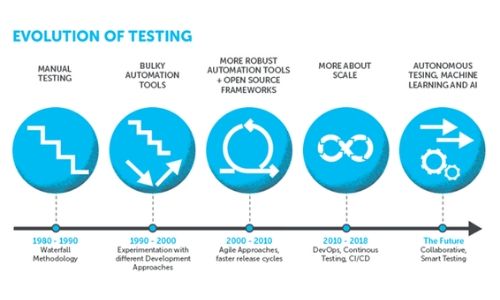 EVOLUTION OF TESTING
MANUAL
TESTING
BULKY
AUTOMATION
TOOLS
MORE ROBUST
AUTOMATION TOOLS
+ OPEN SOURCE
FRAMEWORKS
MORE ABOUT
SCALE
AUTONOMOUS
TESING, MACHINE
LEARNING AND AI
1980 - 1990
Waterfall
Methodology
1990 - 2000
Experimentation with
different Development
Approaches
2000 - 2010
Agile Approaches,
faster release cycles
2010 - 2018
DevOps, Continous
Testing, CI/CD
The Future
Collaborative,
Smart Testing